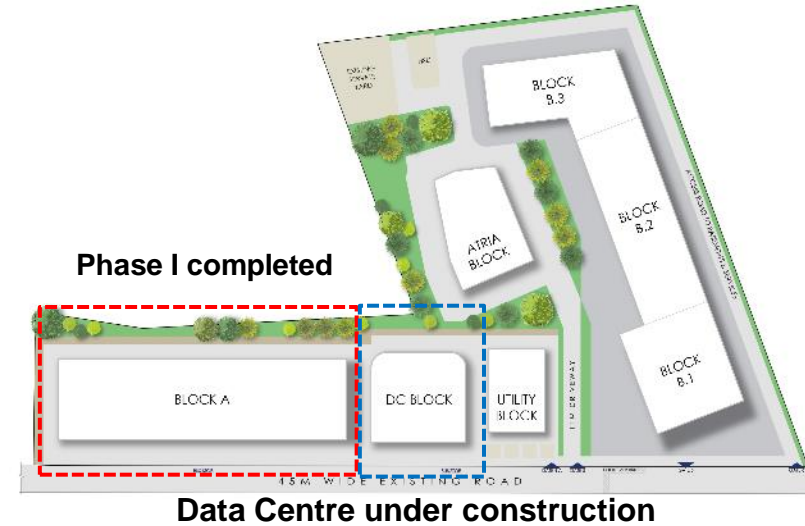 BLOCK
B.3
BLOCK
B.2
ATRIA
BLOCK
Phase I completed
BLOCK
B.1
BLOCK A
DC BLOCK
UTILITY
BLOCK
45M WIDE EXISTING ROAD
Data Centre under construction